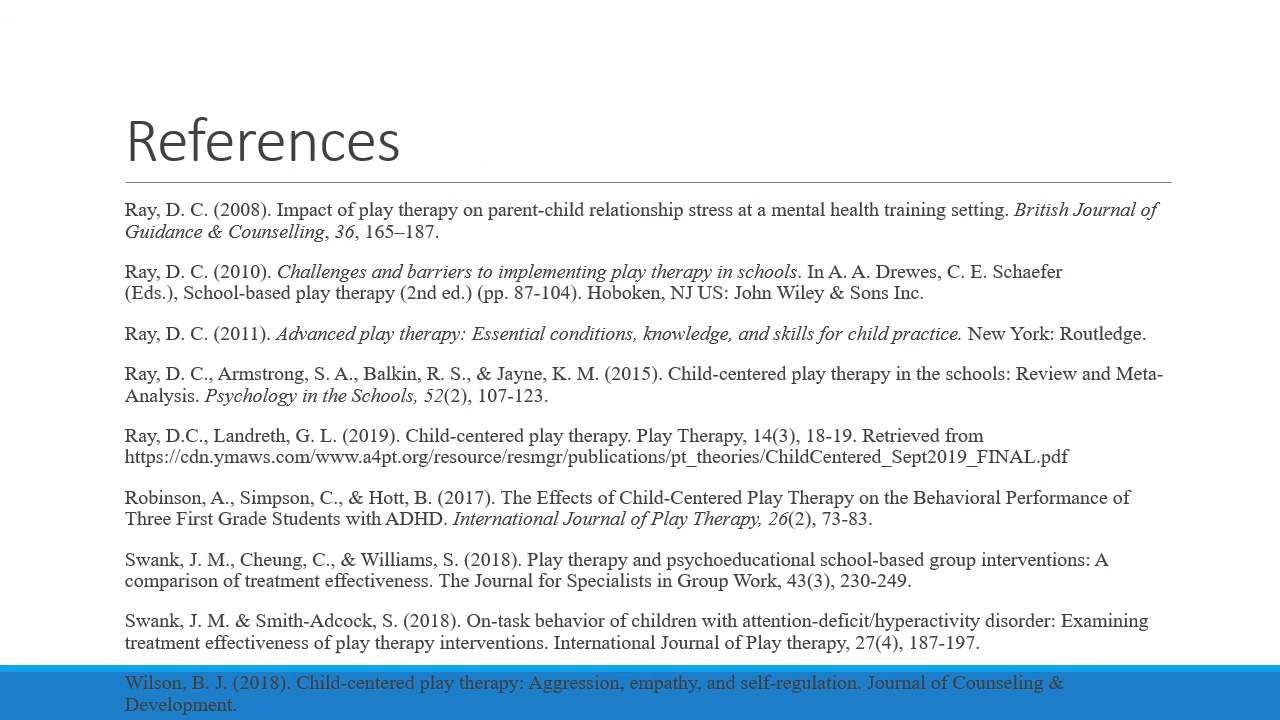 References
Ray, D. C. (2008). Impact of play therapy on parent-child relationship stress at a mental health training setting. British Journal of
Guidance & Counselling, 36, 165–187.
Ray, D. C. (2010). Challenges and barriers to implementing play therapy in schools. In A. A. Drewes, C. E. Schaefer
(Eds.), School-based play therapy (2nd ed.) (pp. 87-104). Hoboken, NJ US: John Wiley & Sons Inc.
Ray, D. C. (2011). Advanced play therapy: Essential conditions, knowledge, and skills for child practice. New York: Routledge.
Ray, D. C., Armstrong, S. A., Balkin, R. S., & Jayne, K. M. (2015). Child-centered play therapy in the schools: Review and Meta-
Analysis. Psychology in the Schools, 52(2), 107-123.
Ray, D.C., Landreth, G. L. (2019). Child-centered play therapy. Play Therapy, 14(3), 18-19. Retrieved from
https://cdn.ymaws.com/www.a4pt.org/resource/resmgr/publications/pt_theories/ChildCentered_Sept2019_FINAL.pdf
Robinson, A., Simpson, C., & Hott, B. (2017). The Effects of Child-Centered Play Therapy on the Behavioral Performance of
Three First Grade Students with ADHD. International Journal of Play Therapy, 26(2), 73-83.
Swank, J. M., Cheung, C., & Williams, S. (2018). Play therapy and psychoeducational school-based group interventions: A
comparison of treatment effectiveness. The Journal for Specialists in Group Work, 43(3), 230-249.
Swank, J. M. & Smith-Adcock, S. (2018). On-task behavior of children with attention-deficit/hyperactivity disorder: Examining
treatment effectiveness of play therapy interventions. International Journal of Play therapy, 27(4), 187-197.
Wilson, B. J. (2018). Child-centered play therapy: Aggression, empathy, and self-regulation. Journal of Counseling &
Development.